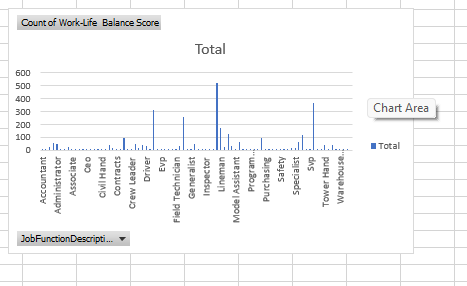 Count of Work-Life Balance Score
Total
600
500
400
300
200
100
0
Accountant
Administrator
Associate
Ceo
Civil Hand
Contracts
Crew Leader
Driver
Evp
Field Technician
Generalist
Inspector
Lineman
Model Assistant
Program...
Purchasing
Safety
Specialist
Svp
Tower Hand
Warehouse...
Total
Chart Area
JobFunctionDescripti...